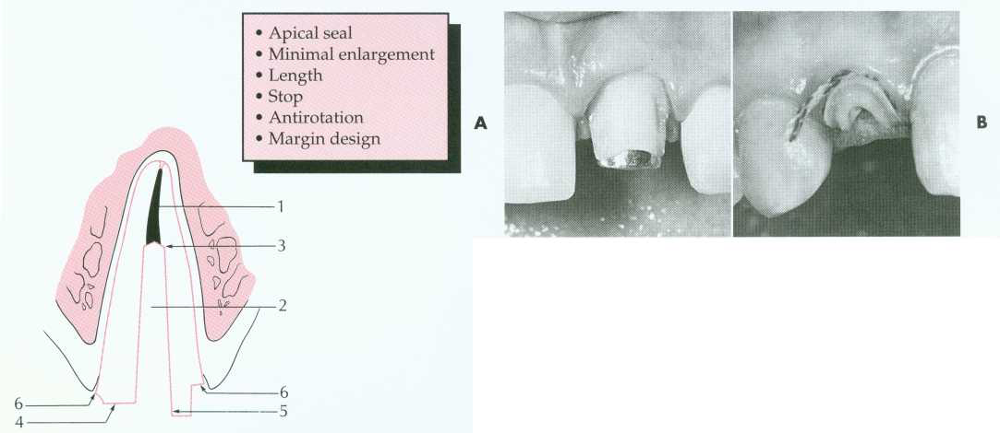 • Apical seal
• Minimal enlargement
• Length
• Stop
• Antirotation
• Margin design
A
B
1
3
2
6
6
5
4